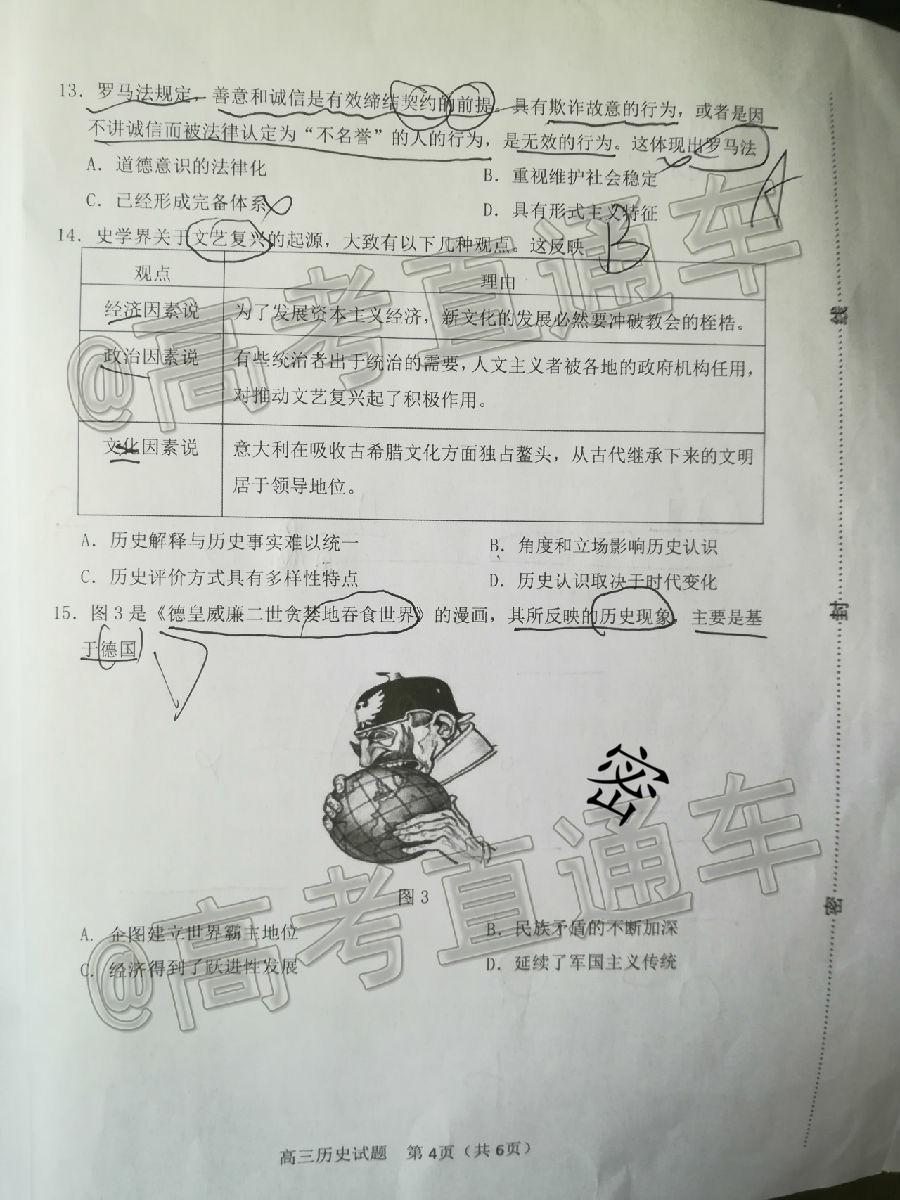 13. 罗马法规定，善意和诚信是有效缔结契约的前提。具有欺诈故意的行为，或者是因
不讲诚信而被法律认定为“不名誉”的人的行为，是无效的行为。这体现出罗马法
A. 道德意识的法律化
B. 重视维护社会稳定
C. 已经形成完备体系
D. 具有形式主义特征
A
14. 史学界关于文艺复兴的起源，大致有以下几种观点。这反映
B
观点 理由
经济因素说 为了发展资本主义经济，新文化的发展必然要冲破教会的桎梏。
政治因素说 有些统治者出于统治的需要，人文主义者被各地的政府机构任用，
对推动文艺复兴起了积极作用。
文化因素说 意大利在吸收古希腊文化方面独占鳌头，从古代继承下来的文明
居于领导地位。
A. 历史解释与历史事实难以统一
B. 角度和立场影响历史认识
C. 历史评价方式具有多样性特点
D. 历史认识取决于时代变化
15. 图3是《德皇威廉二世贪婪地吞食世界》的漫画，其所反映的历史现象，主要是基
于德国
D
图3
A. 企图建立世界霸主地位
B. 民族矛盾的不断加深
C. 经济得到了跃进性发展
D. 延续了军国主义传统
高三历史试题 第4页（共6页）
密
线
封
密
@高考直通车
@高考直通车